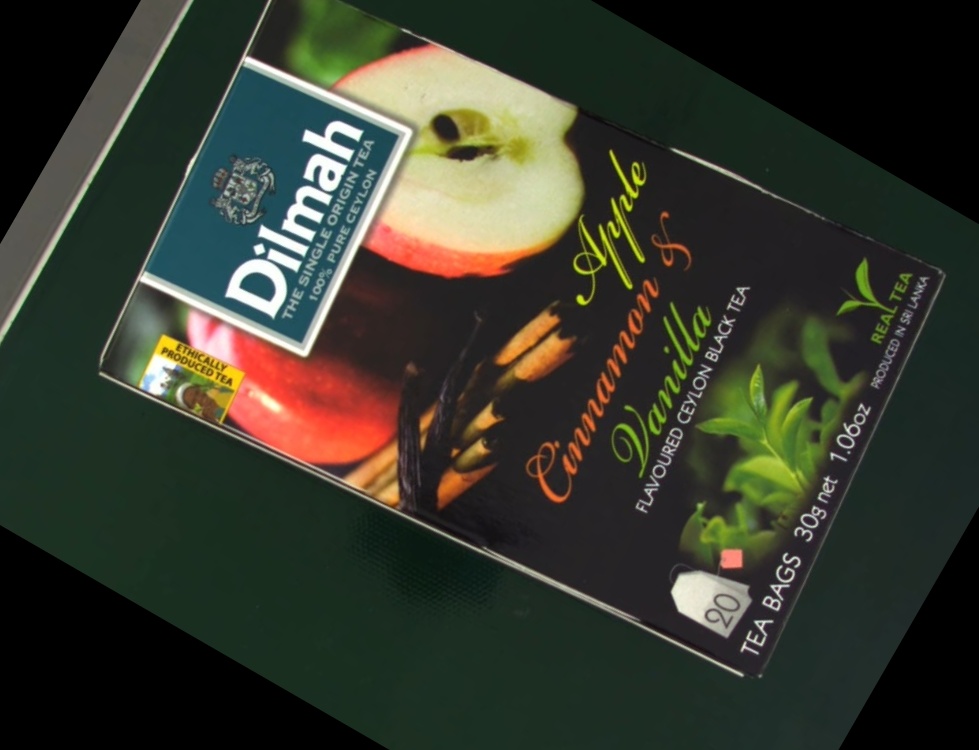 Dilmah
THE SINGLE ORIGIN TEA
100% PURE CEYLON
ETHICALLY
PRODUCED TEA
Apple
Cinnamon &
Vanilla
FLAVOURED CEYLON BLACK TEA
REAL TEA
PRODUCED IN SRI LANKA
20
TEA BAGS 30g net 1.06oz